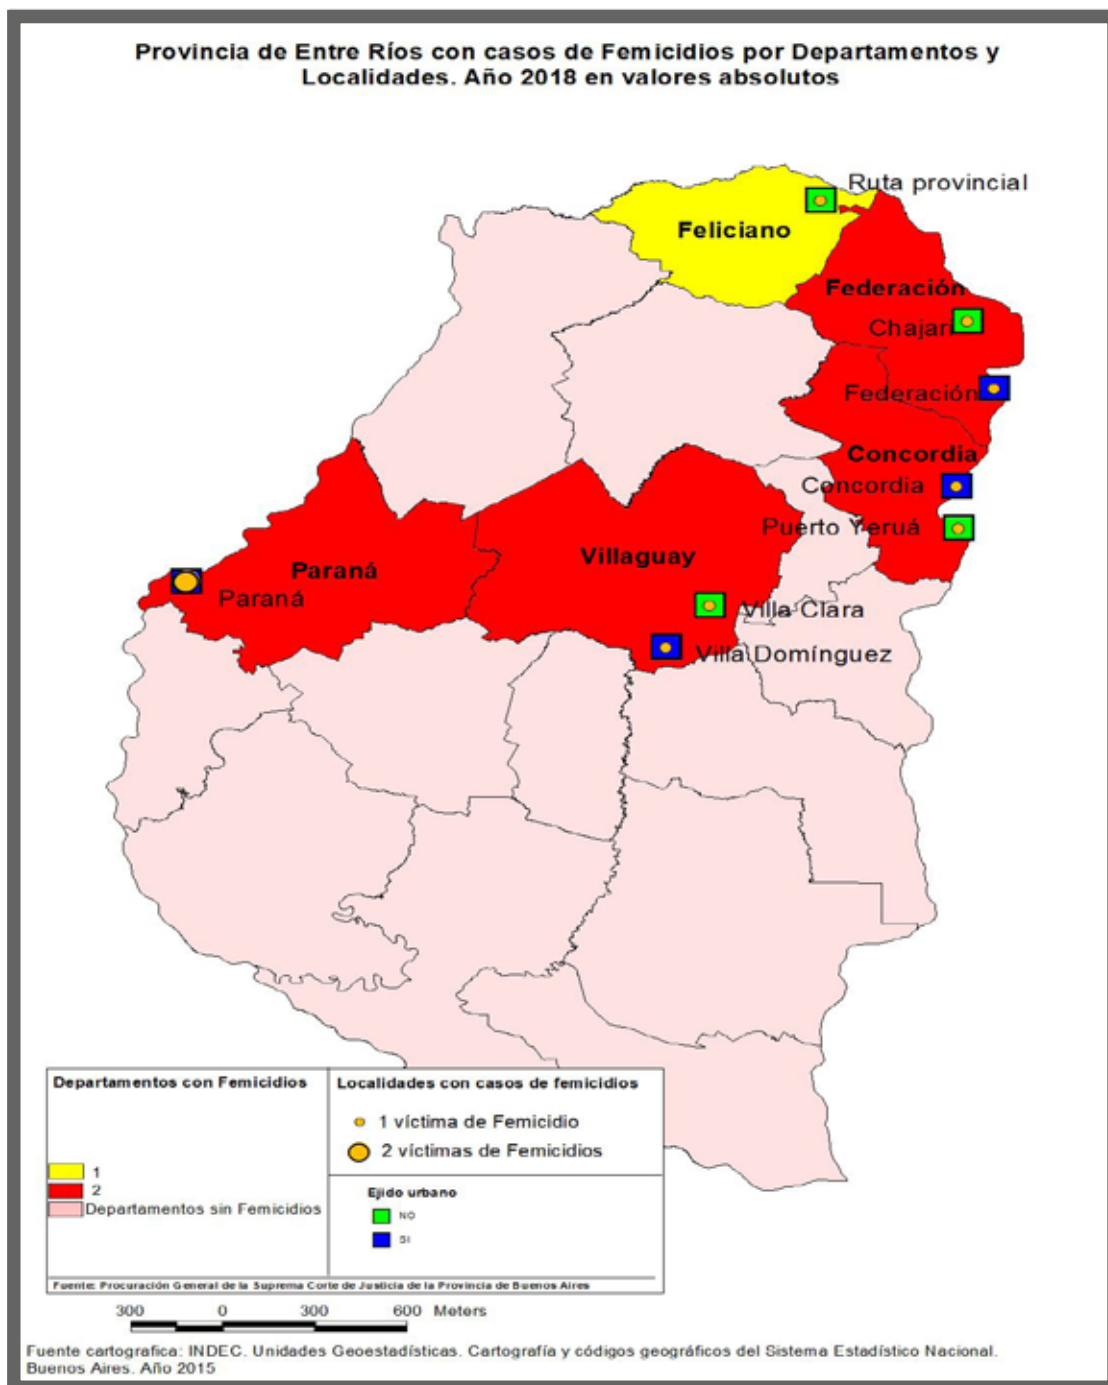 Provincia de Entre Ríos con casos de Femicidios por Departamentos y
Localidades. Año 2018 en valores absolutos
Ruta provincial
Feliciano
Federación
Chajari
Federación
Concordia
Concordia
Puerto Yeruá
Villaguay
Paraná
Paraná
Villa Clara
Villa Domínguez
Departamentos con Femicidios
1
2
Departamentos sin Femicidios
Localidades con casos de femicidios
1 víctima de Femicidio
2 víctimas de Femicidios
Ejido urbano
NO
SI
Fuente: Procuración General de la Suprema Corte de Justicia de la Provincia de Buenos Aires
300 0 300 600 Meters
Fuente cartografica: INDEC. Unidades Geoestadísticas. Cartografía y códigos geográficos del Sistema Estadístico Nacional.
Buenos Aires. Año 2015